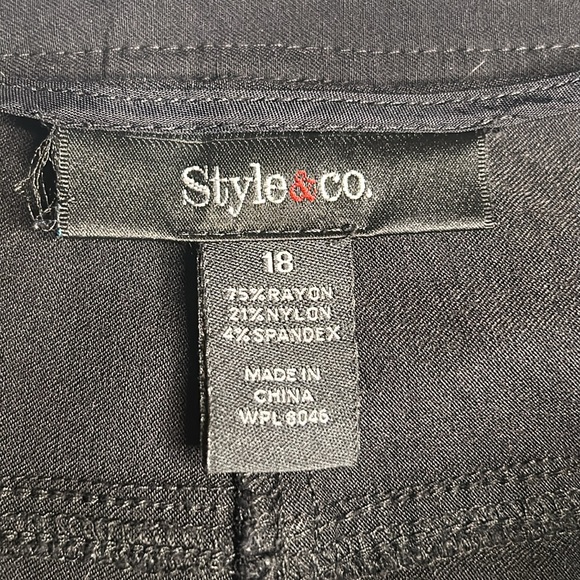 Style&co.
18
75%RAYON
21%NYLON
4%SPANDEX
MADE IN
CHINA
WPL 8046